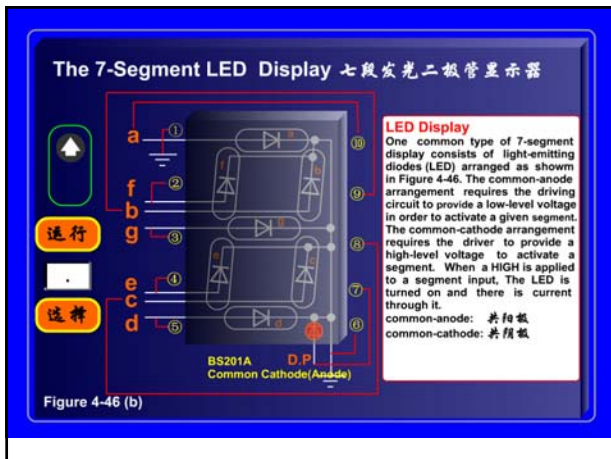 The 7-Segment LED Display 七段发光二极管显示器
a
①
⑩
a
f
②
f
b
⑨
b
g
③
g
⑧
e
④
e
c
⑦
c
d
⑤
d
⑥
运行
.
选择
BS201A
D.P
Common Cathode(Anode)
Figure 4-46 (b)
LED Display
One common type of 7-segment
display consists of light-emitting
diodes (LED) arranged as showm
in Figure 4-46. The common-anode
arrangement requires the driving
circuit to provide a low-level voltage
in order to activate a given segment.
The common-cathode arrangement
requires the driver to provide a
high-level voltage to activate a
segment. When a HIGH is applied
to a segment input, The LED is
turned on and there is current
through it.
common-anode: 共阳极
common-cathode: 共阴极